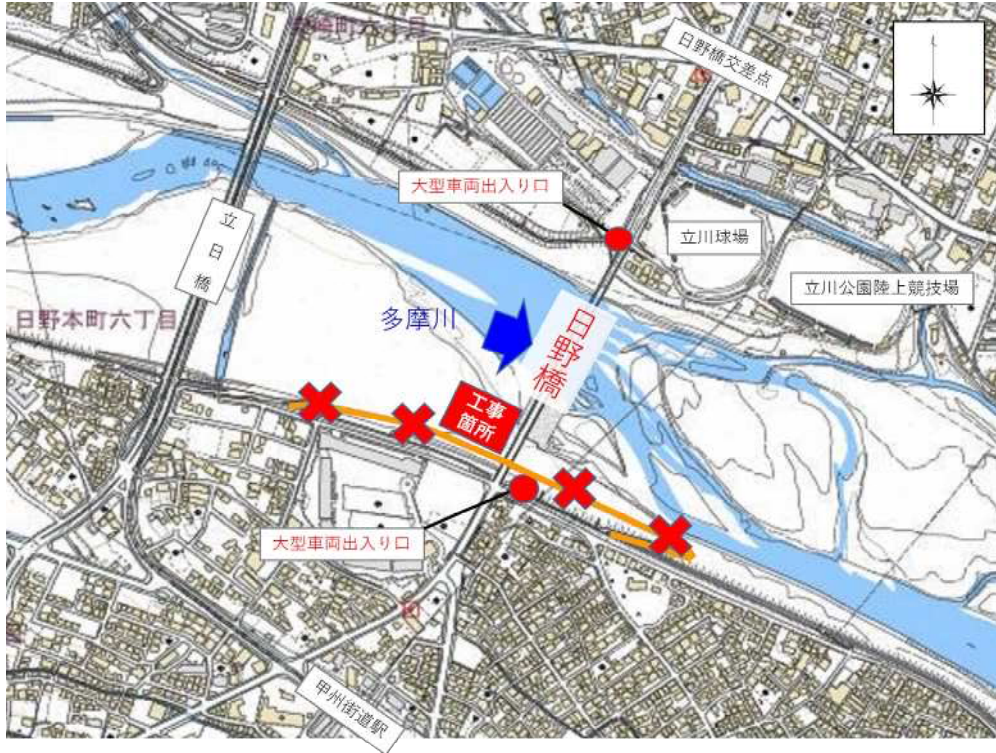 日野橋交差点
大型車両出入り口
立川球場
立日橋
立川公園陸上競技場
多摩川
日野本町六丁目
日野橋
工事
箇所
大型車両出入り口
甲州街道駅